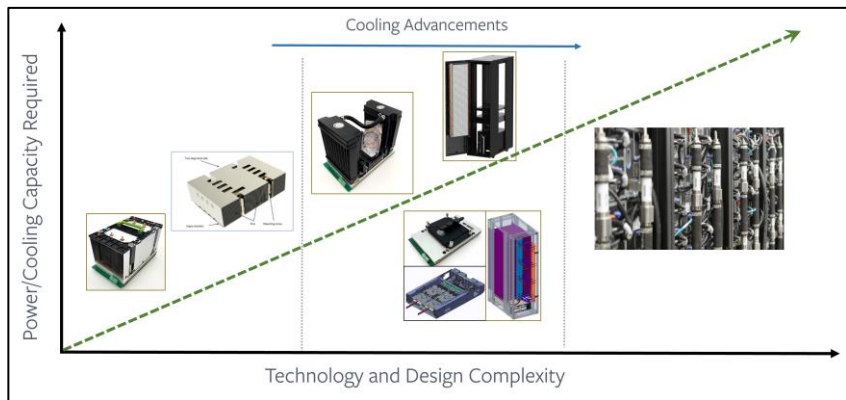 Cooling Advancements
Power/Cooling Capacity Required
Technology and Design Complexity